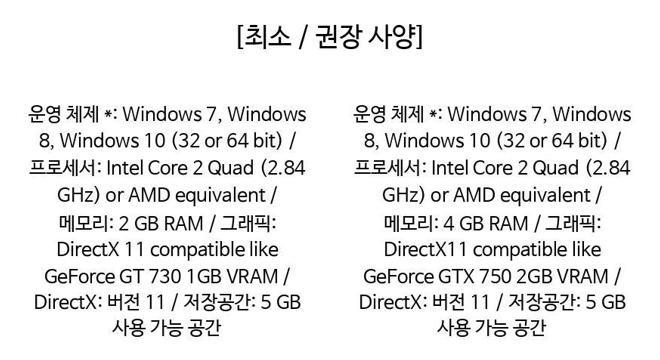 [최소 / 권장 사양]
운영 체제 *: Windows 7, Windows
8, Windows 10 (32 or 64 bit) /
프로세서: Intel Core 2 Quad (2.84
GHz) or AMD equivalent /
메모리: 2 GB RAM / 그래픽:
DirectX 11 compatible like
GeForce GT 730 1GB VRAM /
DirectX: 버전 11 / 저장공간: 5 GB
사용 가능 공간
운영 체제 *: Windows 7, Windows
8, Windows 10 (32 or 64 bit) /
프로세서: Intel Core 2 Quad (2.84
GHz) or AMD equivalent /
메모리: 4 GB RAM / 그래픽:
DirectX11 compatible like
GeForce GTX 750 2GB VRAM /
DirectX: 버전 11 / 저장공간: 5 GB
사용 가능 공간